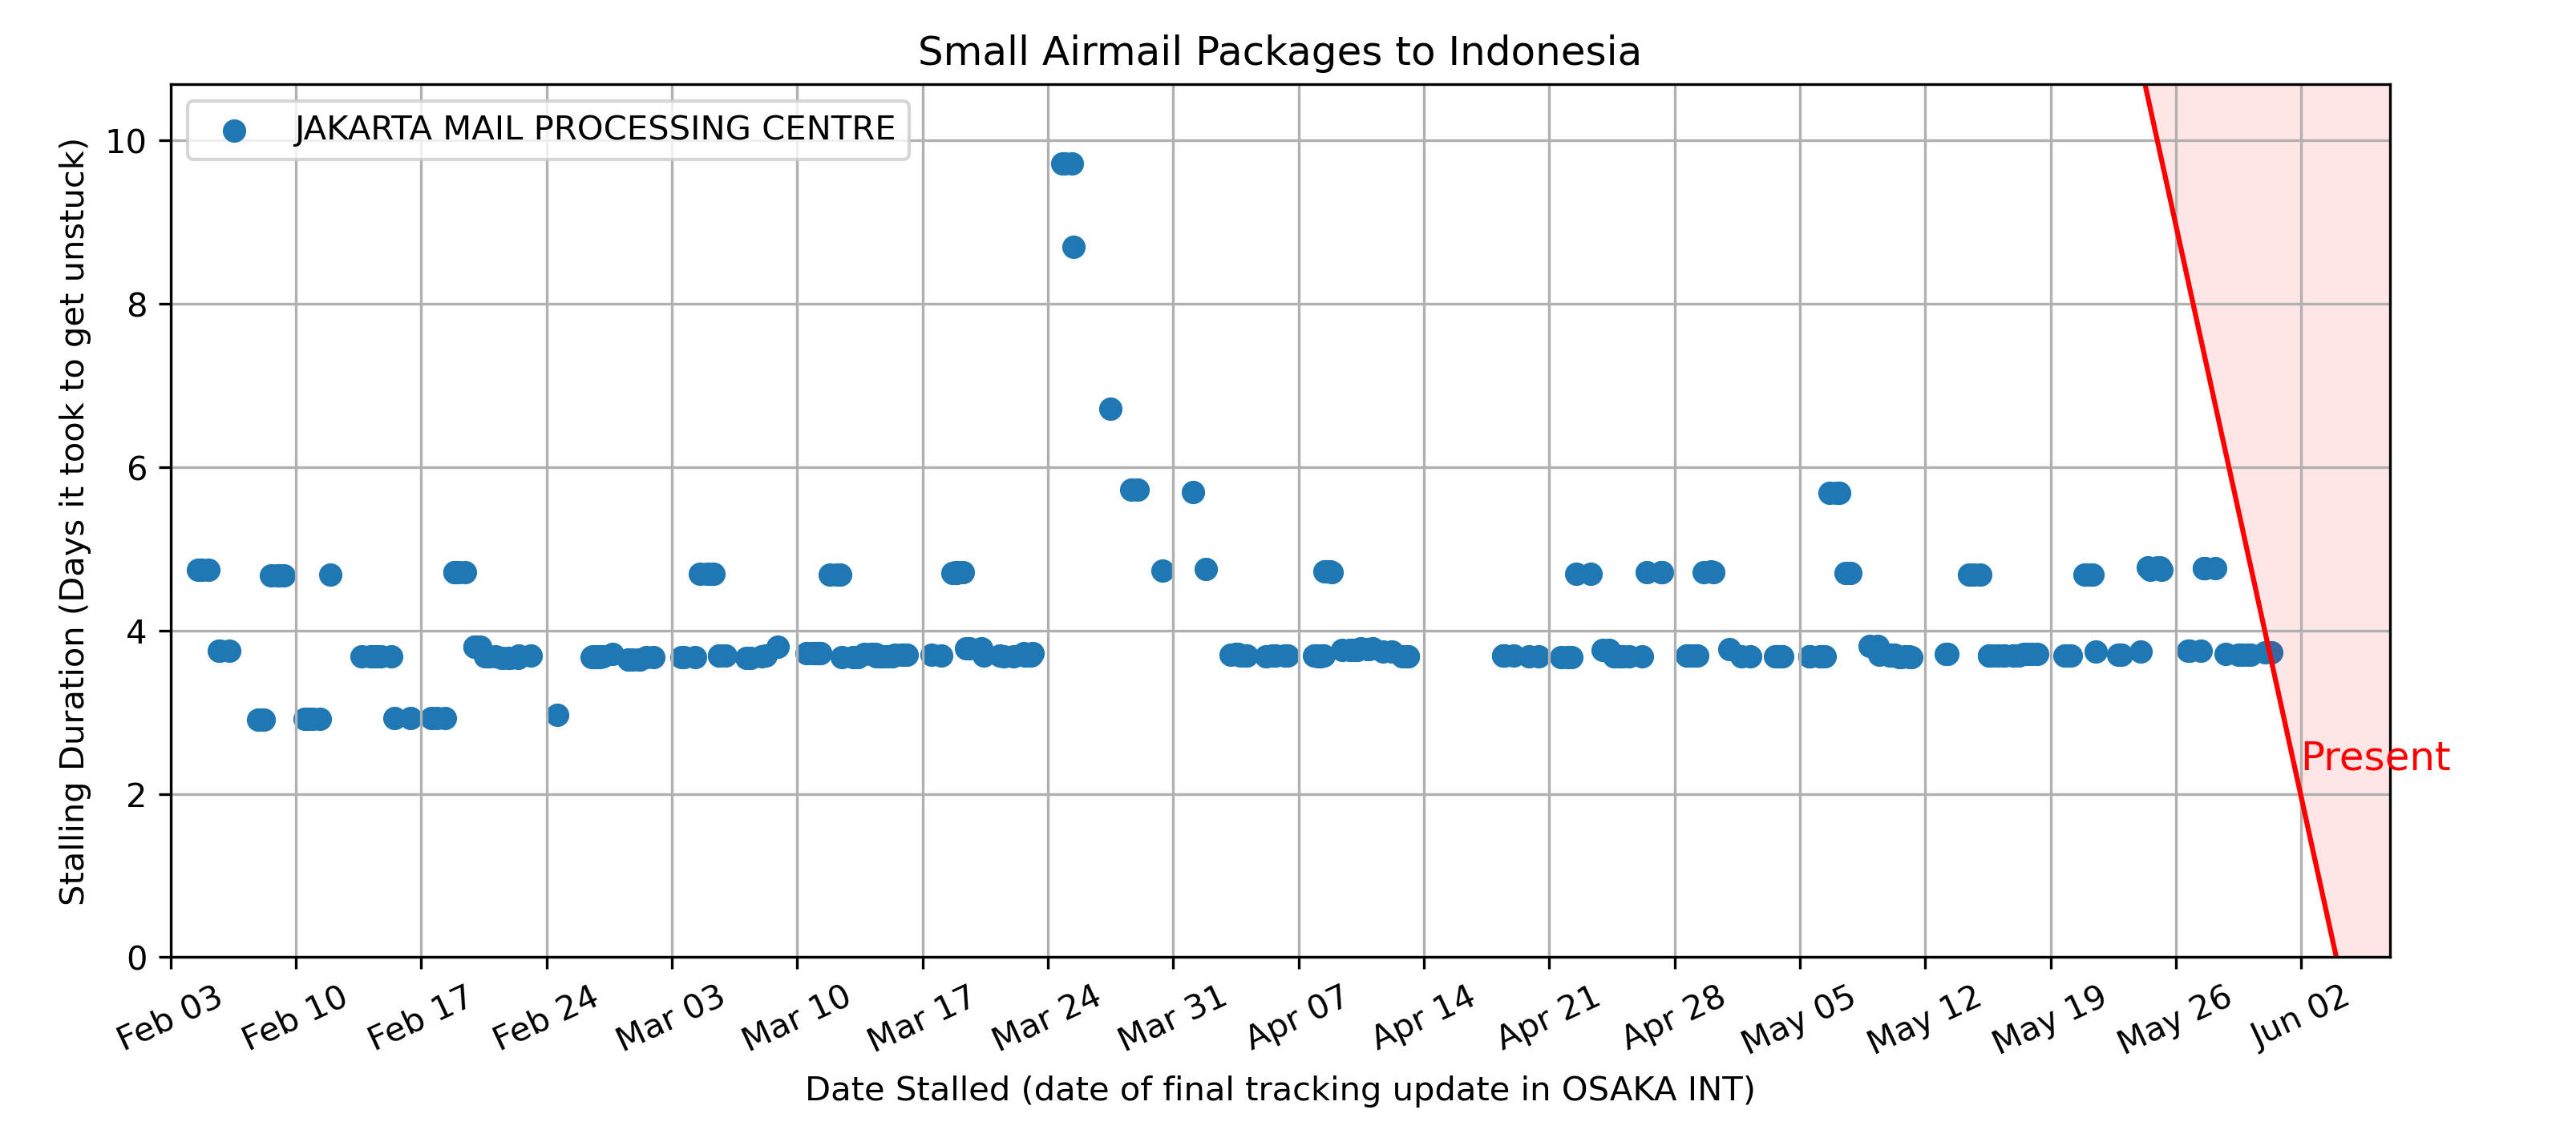 Small Airmail Packages to Indonesia
JAKARTA MAIL PROCESSING CENTRE
Stalling Duration (Days it took to get unstuck)
10
8
6
4
2
0
Present
Feb 03
Feb 10
Feb 17
Feb 24
Mar 03
Mar 10
Mar 17
Mar 24
Mar 31
Apr 07
Apr 14
Apr 21
Apr 28
May 05
May 12
May 19
May 26
Jun 02
Date Stalled (date of final tracking update in OSAKA INT)